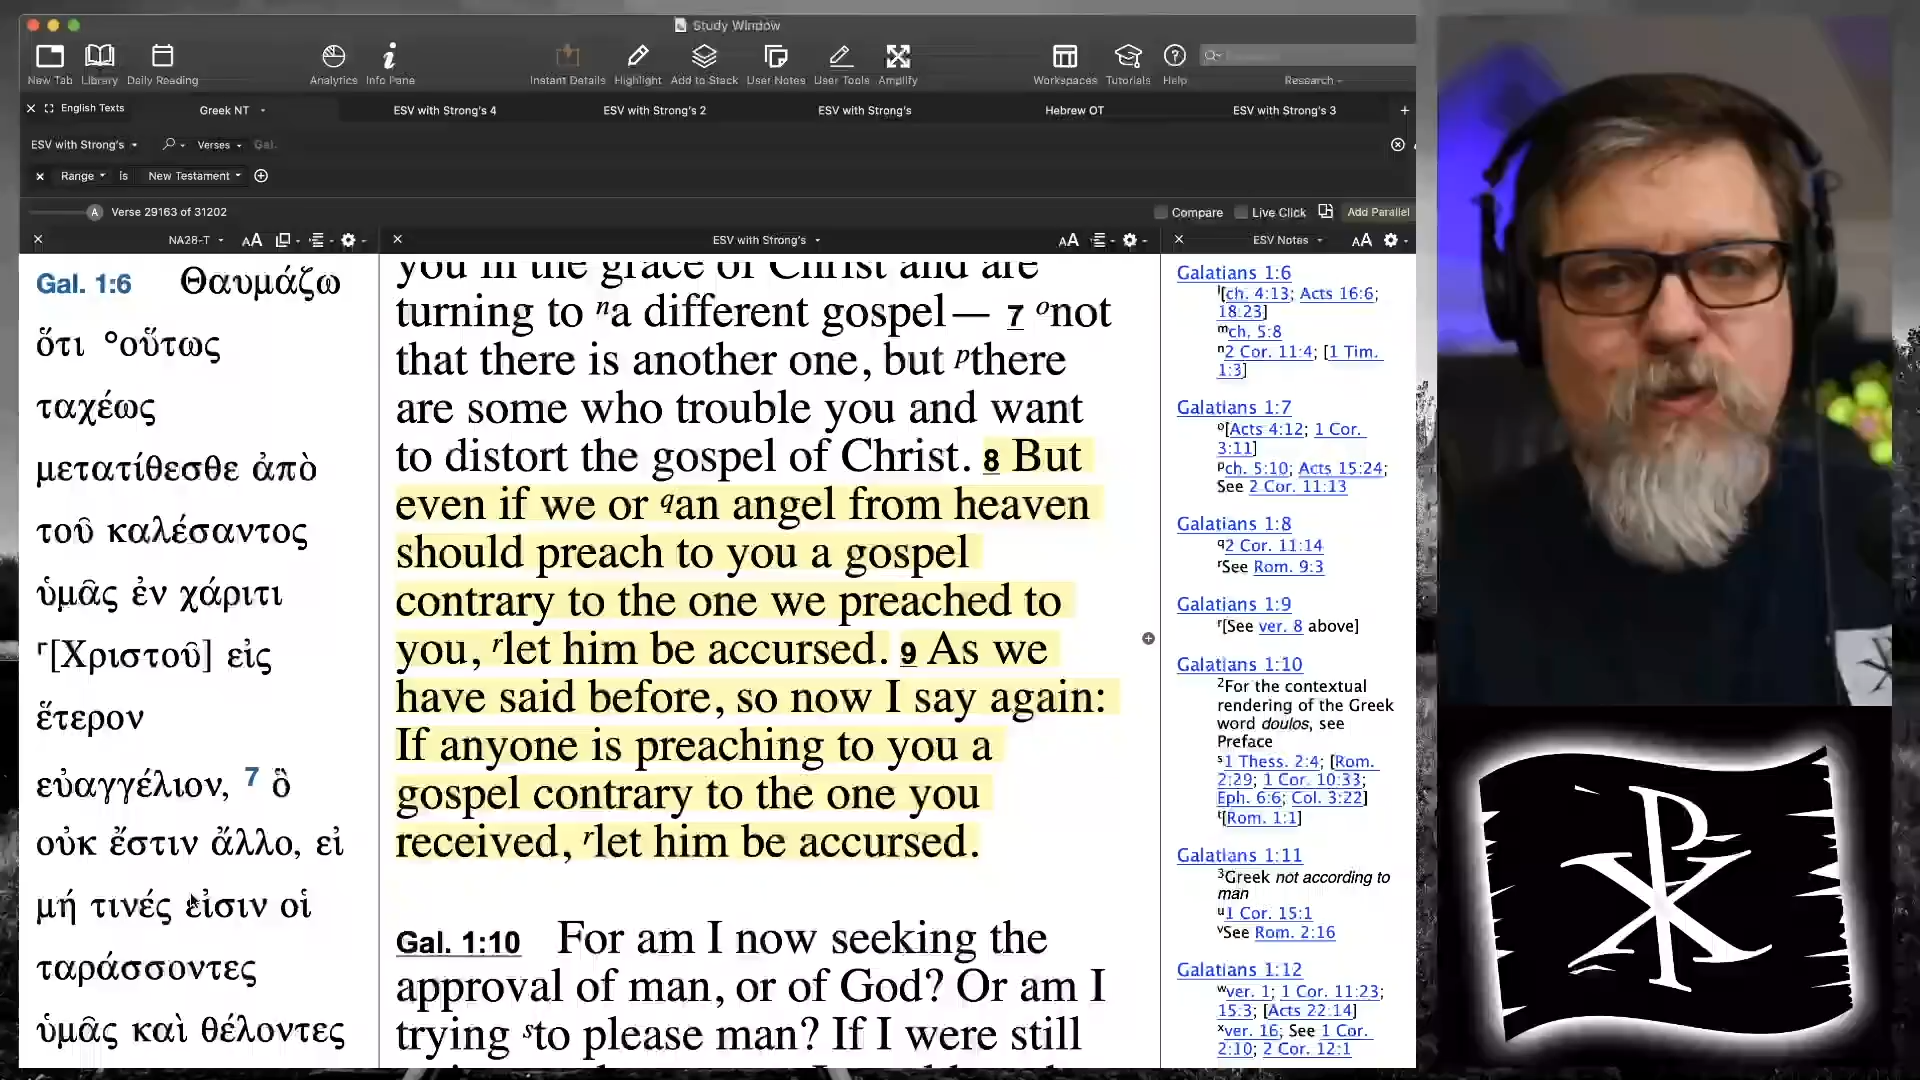 Study Window
New Tab Library Daily Reading Analytics Info Pane Instant Details Highlight Add to Stack User Notes User Tools Amplify Workspaces Tutorials Help
Research
English Texts Greek NT ESV with Strong's 4 ESV with Strong's 2 ESV with Strong's Hebrew OT ESV with Strong's 3
ESV with Strong's Verses Gal.
Range is New Testament
A Verse 29163 of 31202 Compare Live Click Add Parallel
NA28-T AA ESV with Strong's AA ESV Notes AA
Gal. 1:6 Θαυμάζω
ὅτι °οὕτως
ταχέως
μετατίθεσθε ἀπὸ
τοῦ καλέσαντος
ὑμᾶς ἐν χάριτι
⸀[Χριστοῦ] εἰς
ἕτερον
εὐαγγέλιον, 7 ὃ
οὐκ ἔστιν ἄλλο, εἰ
μή τινές εἰσιν οἱ
ταράσσοντες
ὑμᾶς καὶ θέλοντες
you in the grace of Christ and are
turning to ⁿa different gospel— 7 ᵒnot
that there is another one, but ᵖthere
are some who trouble you and want
to distort the gospel of Christ. 8 But
even if we or qan angel from heaven
should preach to you a gospel
contrary to the one we preached to
you, ʳlet him be accursed. 9 As we
have said before, so now I say again:
If anyone is preaching to you a
gospel contrary to the one you
received, ʳlet him be accursed.
Gal. 1:10 For am I now seeking the
approval of man, or of God? Or am I
trying ˢto please man? If I were still
Galatians 1:6
l[ch. 4:13; Acts 16:6;
18:23]
mch. 5:8
n2 Cor. 11:4; [1 Tim.
1:3]
Galatians 1:7
o[Acts 4:12; 1 Cor.
3:11]
pch. 5:10; Acts 15:24;
See 2 Cor. 11:13
Galatians 1:8
q2 Cor. 11:14
rSee Rom. 9:3
Galatians 1:9
r[See ver. 8 above]
Galatians 1:10
2For the contextual
rendering of the Greek
word doulos, see
Preface
s1 Thess. 2:4; [Rom.
2:29; 1 Cor. 10:33;
Eph. 6:6; Col. 3:22]
t[Rom. 1:1]
Galatians 1:11
3Greek not according to
man
u1 Cor. 15:1
vSee Rom. 2:16
Galatians 1:12
wver. 1; 1 Cor. 11:23;
15:3; [Acts 22:14]
xver. 16; See 1 Cor.
2:10; 2 Cor. 12:1